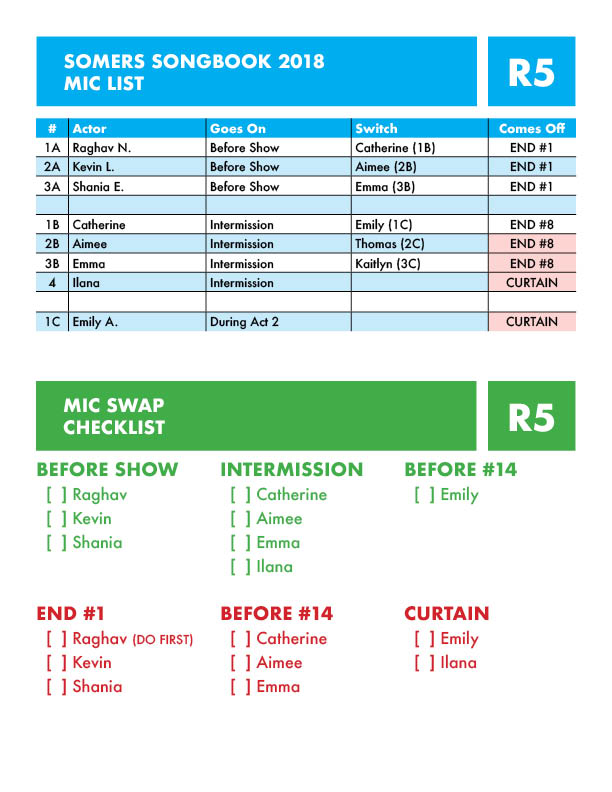 SOMERS SONGBOOK 2018
MIC LIST
R5
# Actor Goes On Switch Comes Off
1A Raghav N. Before Show Catherine (1B) END #1
2A Kevin L. Before Show Aimee (2B) END #1
3A Shania E. Before Show Emma (3B) END #1
1B Catherine Intermission Emily (1C) END #8
2B Aimee Intermission Thomas (2C) END #8
3B Emma Intermission Kaitlyn (3C) END #8
4 Ilana Intermission CURTAIN
1C Emily A. During Act 2 CURTAIN
MIC SWAP
CHECKLIST
R5
BEFORE SHOW
[ ] Raghav
[ ] Kevin
[ ] Shania
INTERMISSION
[ ] Catherine
[ ] Aimee
[ ] Emma
[ ] Ilana
BEFORE #14
[ ] Emily
END #1
[ ] Raghav (DO FIRST)
[ ] Kevin
[ ] Shania
BEFORE #14
[ ] Catherine
[ ] Aimee
[ ] Emma
CURTAIN
[ ] Emily
[ ] Ilana